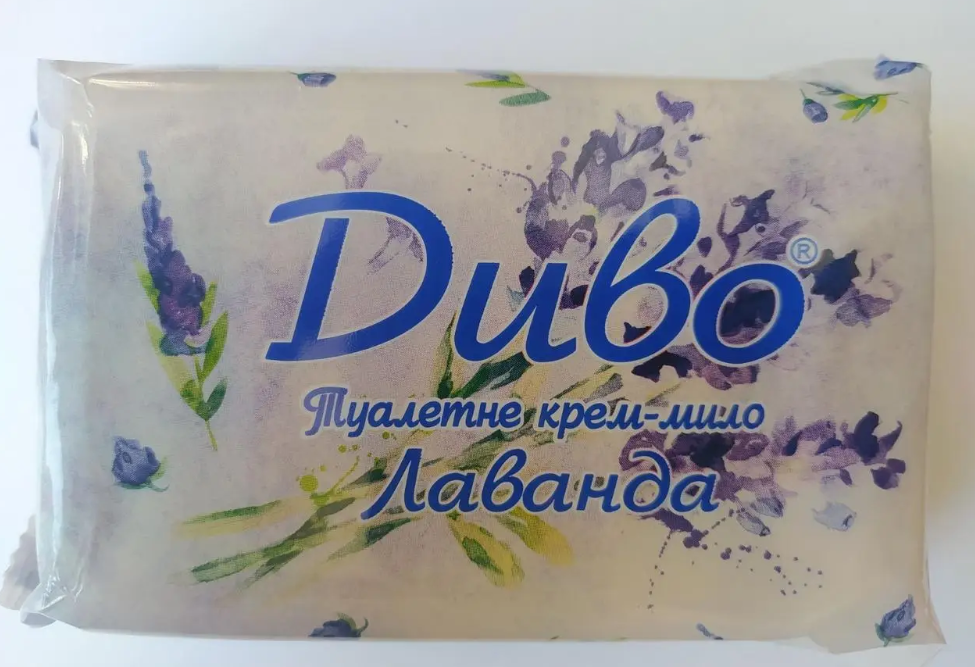 Диво®
Туалетне крем-мило
Лаванда